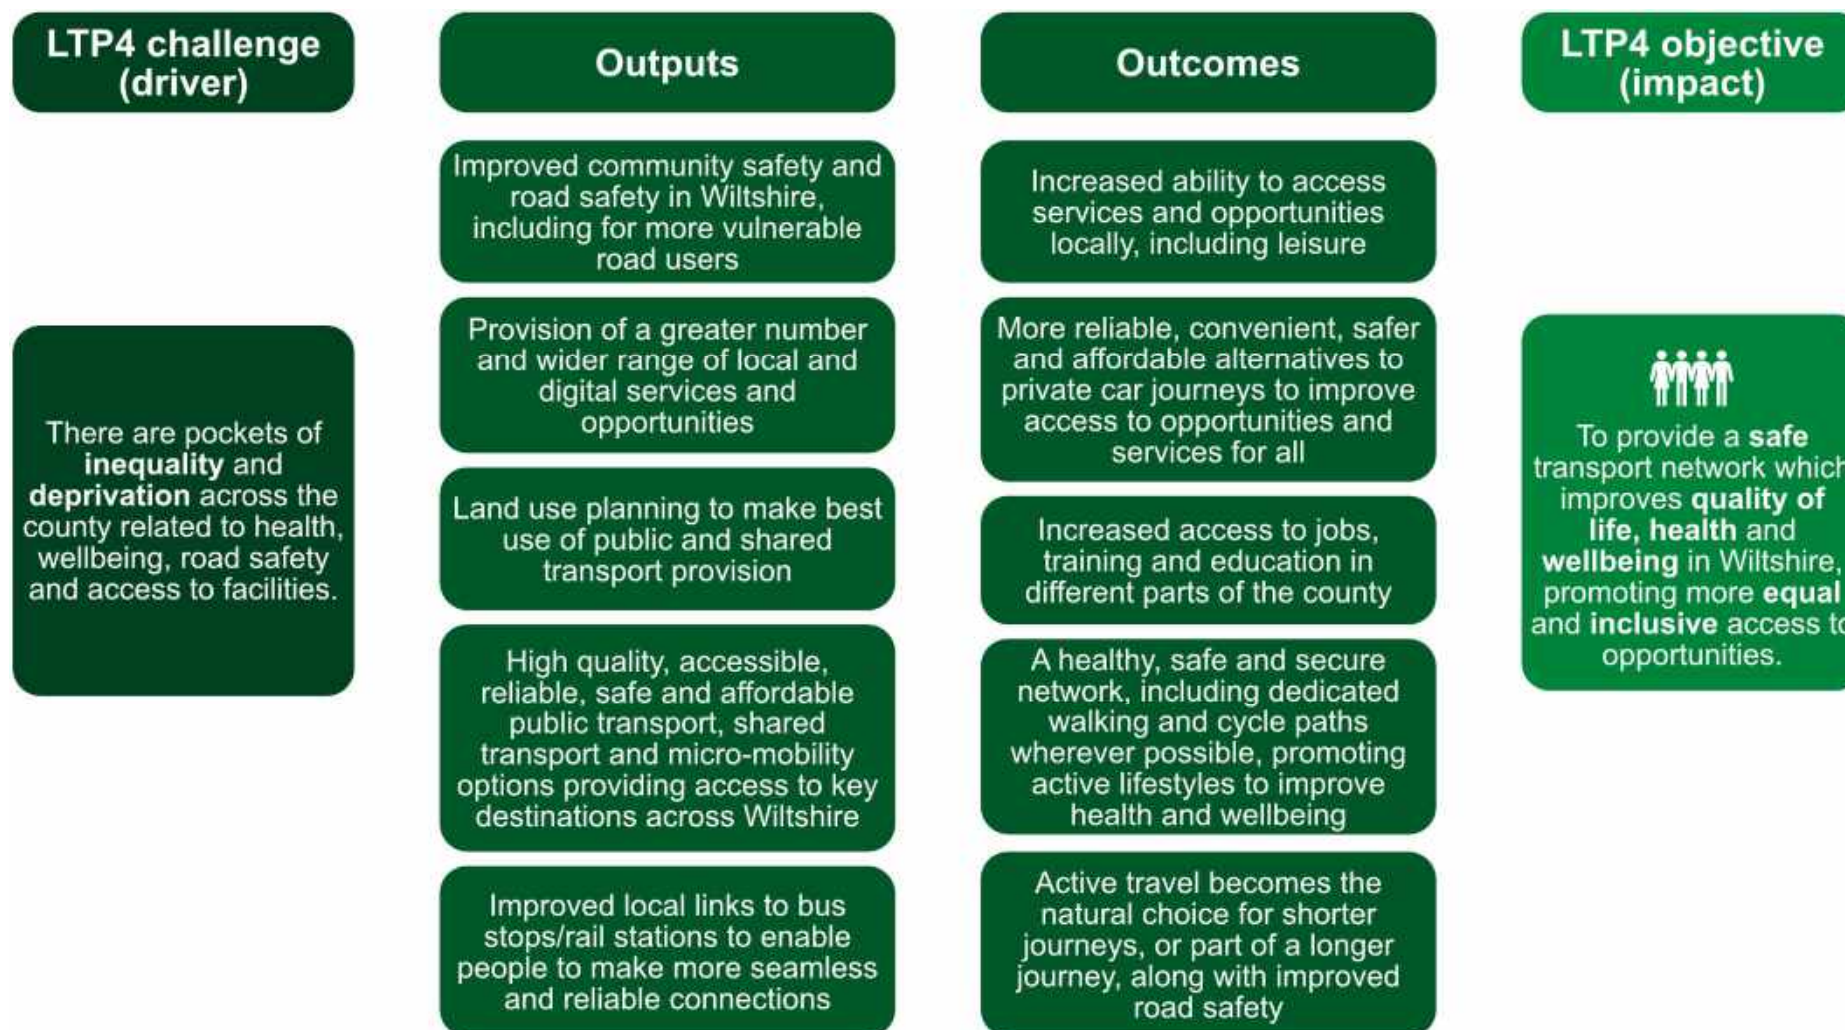 LTP4 challenge
(driver)
Outputs
Outcomes
LTP4 objective
(impact)
There are pockets of
inequality and
deprivation across the
county related to health,
wellbeing, road safety
and access to facilities.
Improved community safety and
road safety in Wiltshire,
including for more vulnerable
road users
Provision of a greater number
and wider range of local and
digital services and
opportunities
Land use planning to make best
use of public and shared
transport provision
High quality, accessible,
reliable, safe and affordable
public transport, shared
transport and micro-mobility
options providing access to key
destinations across Wiltshire
Improved local links to bus
stops/rail stations to enable
people to make more seamless
and reliable connections
Increased ability to access
services and opportunities
locally, including leisure
More reliable, convenient, safer
and affordable alternatives to
private car journeys to improve
access to opportunities and
services for all
Increased access to jobs,
training and education in
different parts of the county
A healthy, safe and secure
network, including dedicated
walking and cycle paths
wherever possible, promoting
active lifestyles to improve
health and wellbeing
Active travel becomes the
natural choice for shorter
journeys, or part of a longer
journey, along with improved
road safety
To provide a safe
transport network which
improves quality of
life, health and
wellbeing in Wiltshire,
promoting more equal
and inclusive access to
opportunities.